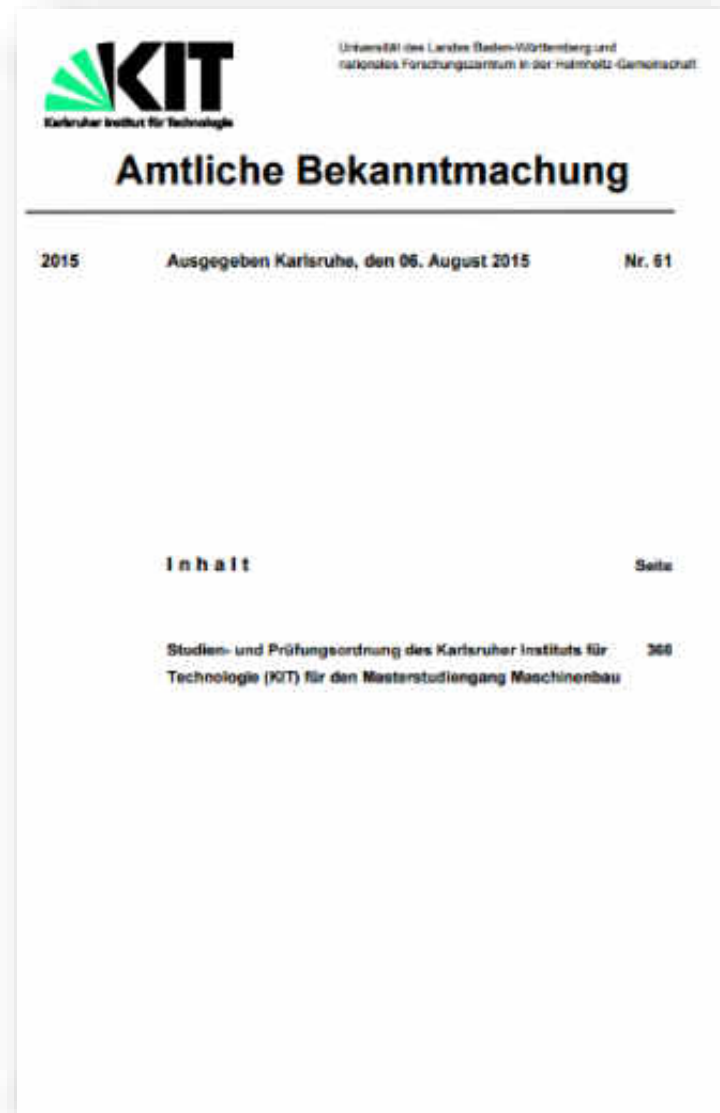 KIT
Karlsruher Institut für Technologie
Universität des Landes Baden-Württemberg und
nationales Forschungszentrum in der Helmholtz-Gemeinschaft
Amtliche Bekanntmachung
2015 Ausgegeben Karlsruhe, den 06. August 2015 Nr. 61
Inhalt Seite
Studien- und Prüfungsordnung des Karlsruher Instituts für
Technologie (KIT) für den Masterstudiengang Maschinenbau